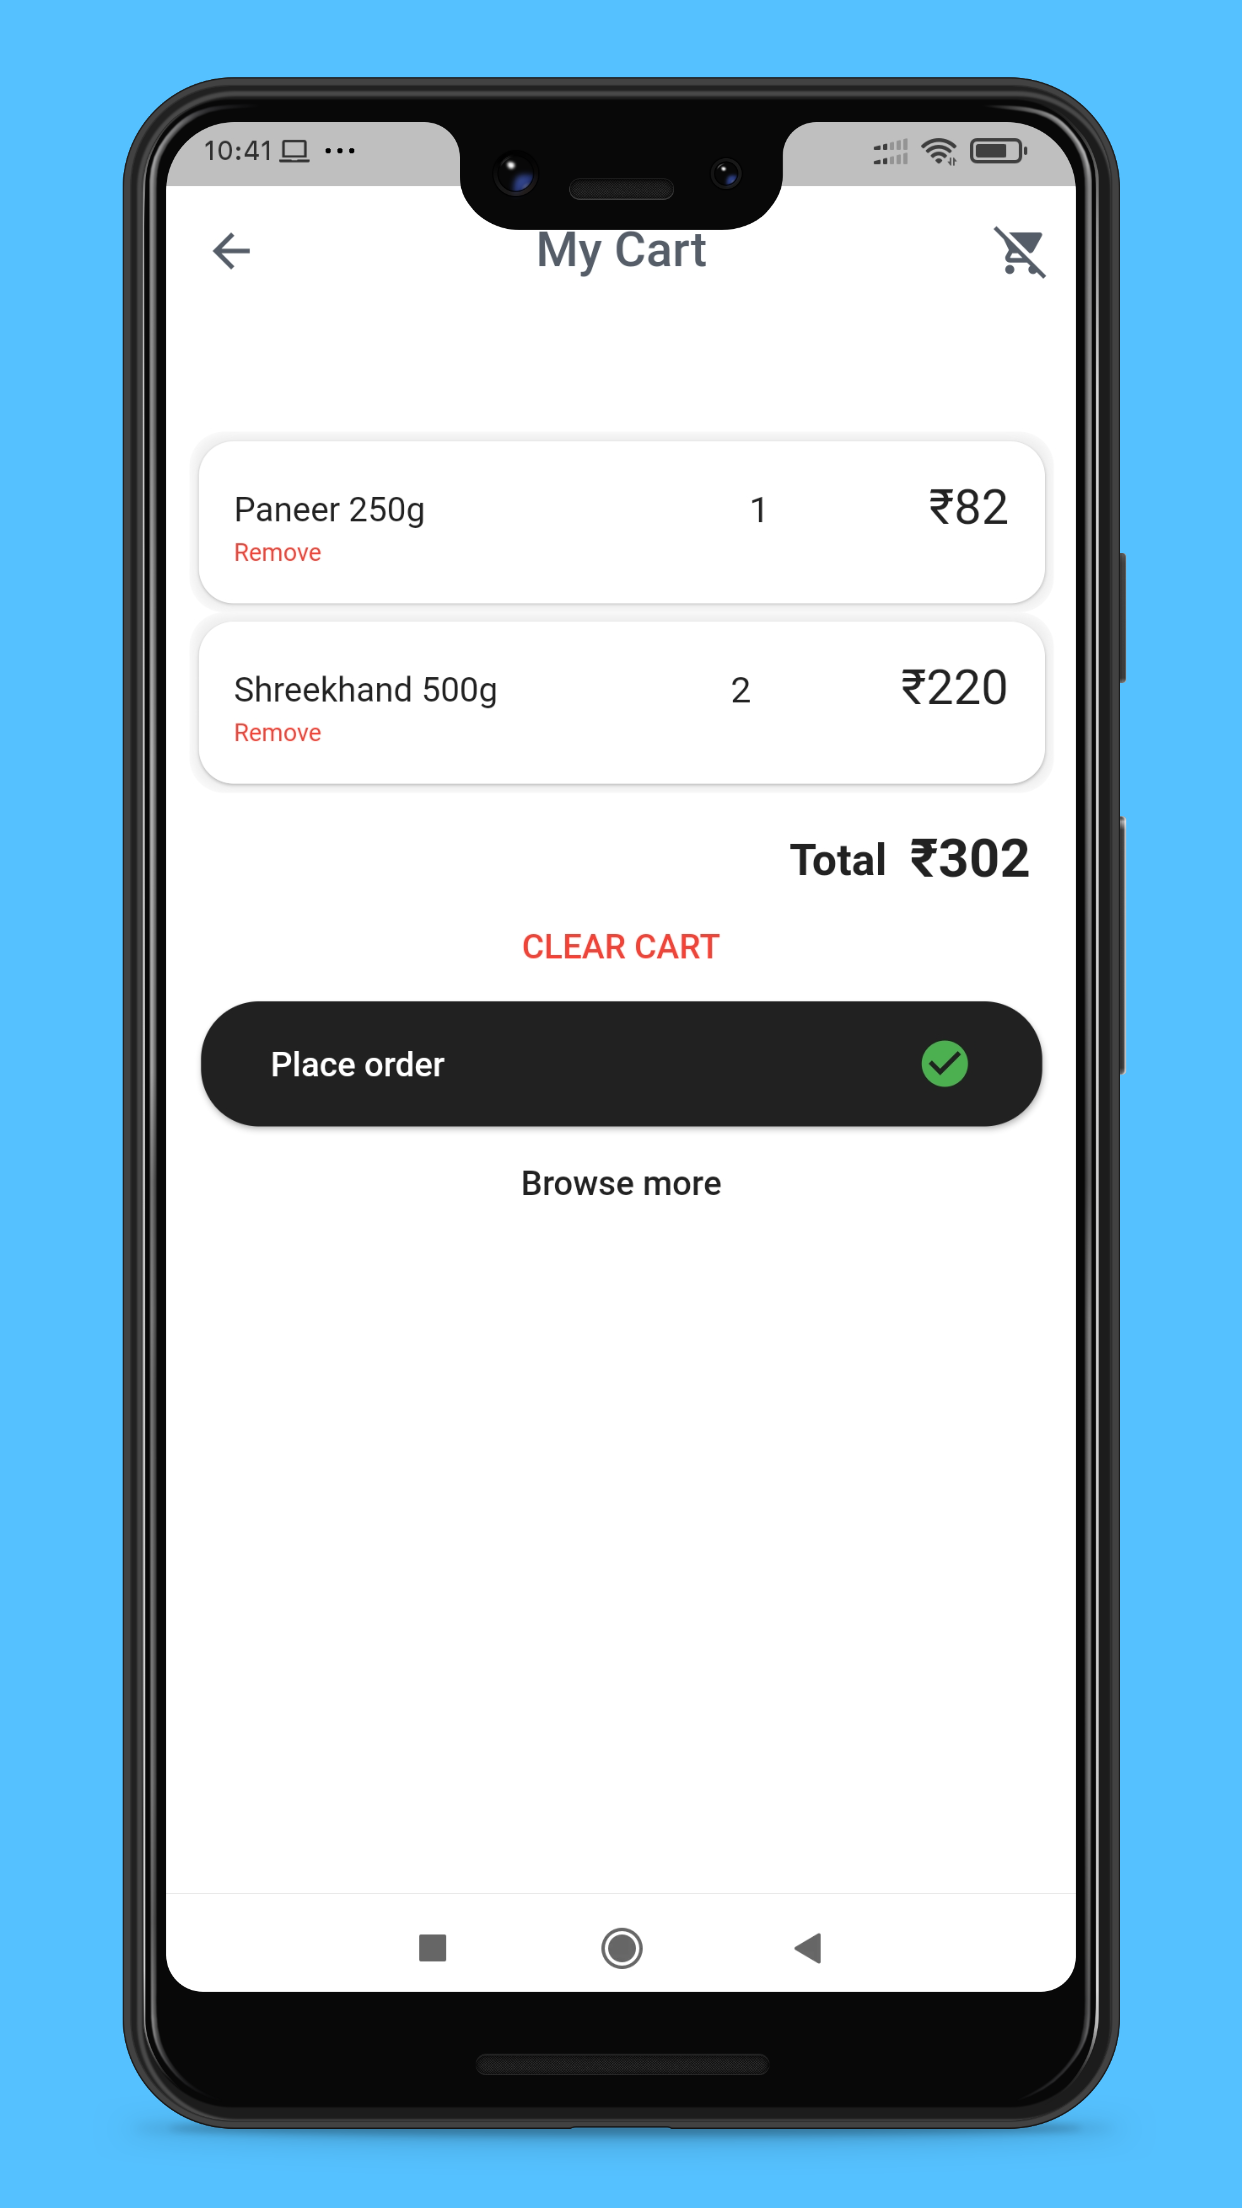 10:41
My Cart
Paneer 250g 1 ₹82
Remove
Shreekhand 500g 2 ₹220
Remove
Total ₹302
CLEAR CART
Place order
Browse more